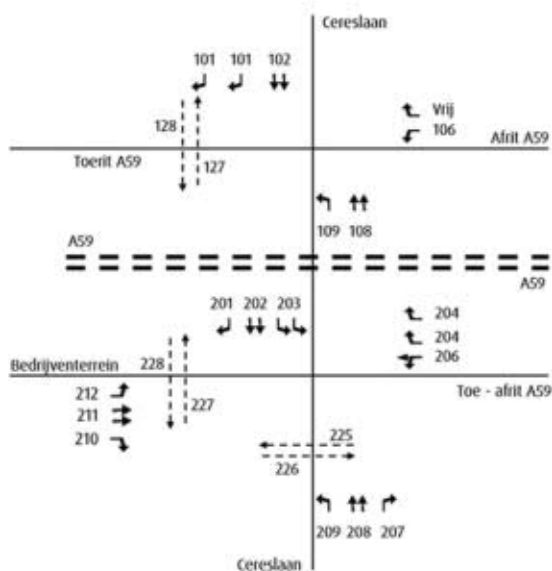 Cereslaan
101 101 102
Vrij
106
128
Afrit A59
Toerit A59
127
109 108
A59
A59
201 202 203
204
204
206
Bedrijventerrein
228
212
Toe - afrit A59
211
227
210
225
226
209 208 207
Cereslaan